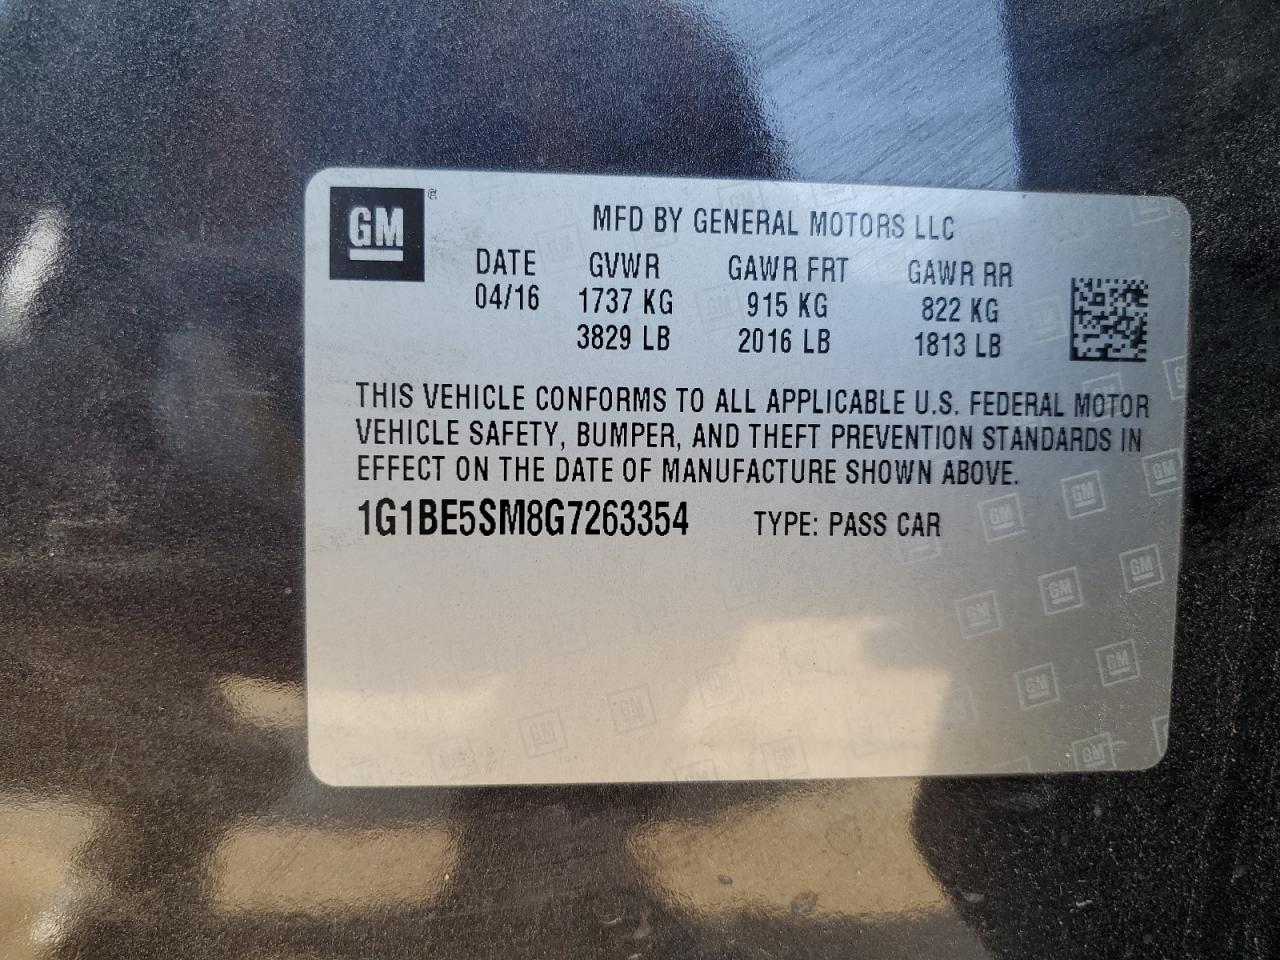 GM
MFD BY GENERAL MOTORS LLC
DATE GVWR GAWR FRT GAWR RR
04/16 1737 KG 915 KG 822 KG
3829 LB 2016 LB 1813 LB
THIS VEHICLE CONFORMS TO ALL APPLICABLE U.S. FEDERAL MOTOR
VEHICLE SAFETY, BUMPER, AND THEFT PREVENTION STANDARDS IN
EFFECT ON THE DATE OF MANUFACTURE SHOWN ABOVE.
1G1BE5SM8G7263354 TYPE: PASS CAR